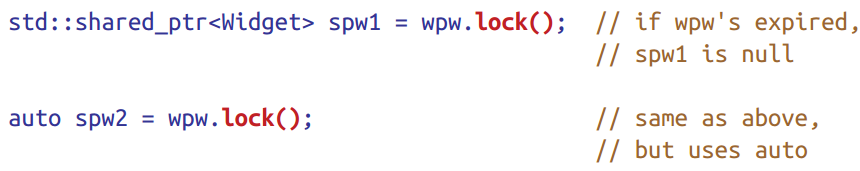 std::shared_ptr<Widget> spw1 = wpw.lock();  // if wpw's expired,
                                            // spw1 is null
auto spw2 = wpw.lock();                     // same as above,
                                            // but uses auto